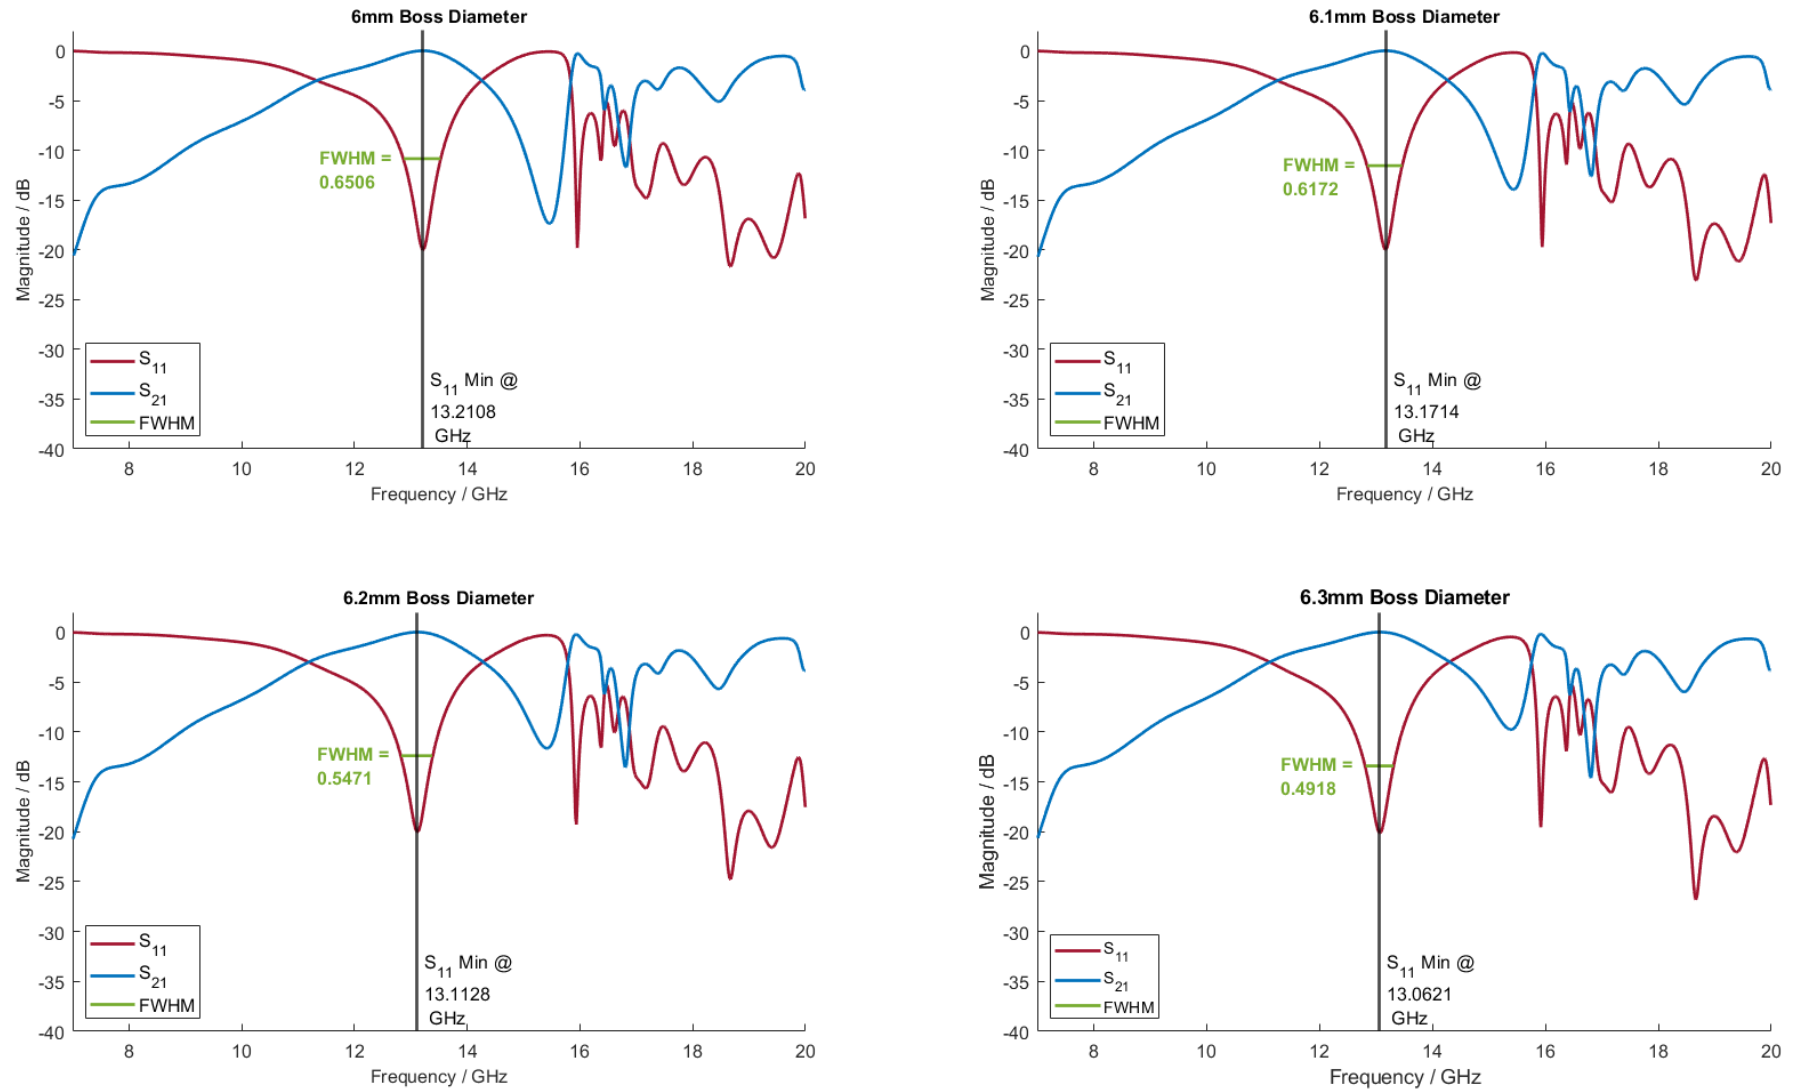 6mm Boss Diameter
0
-5
-10
-15
-20
-25
-30
-35
-40
Magnitude / dB
FWHM =
0.6506
S11
S21
FWHM
S11 Min @
13.2108
GHz
8 10 12 14 16 18 20
Frequency / GHz
6.1mm Boss Diameter
0
-5
-10
-15
-20
-25
-30
-35
-40
Magnitude / dB
FWHM =
0.6172
S11
S21
FWHM
S11 Min @
13.1714
GHz
8 10 12 14 16 18 20
Frequency / GHz
6.2mm Boss Diameter
0
-5
-10
-15
-20
-25
-30
-35
-40
Magnitude / dB
FWHM =
0.5471
S11
S21
FWHM
S11 Min @
13.1128
GHz
8 10 12 14 16 18 20
Frequency / GHz
6.3mm Boss Diameter
0
-5
-10
-15
-20
-25
-30
-35
-40
Magnitude / dB
FWHM =
0.4918
S11
S21
FWHM
S11 Min @
13.0621
GHz
8 10 12 14 16 18 20
Frequency / GHz